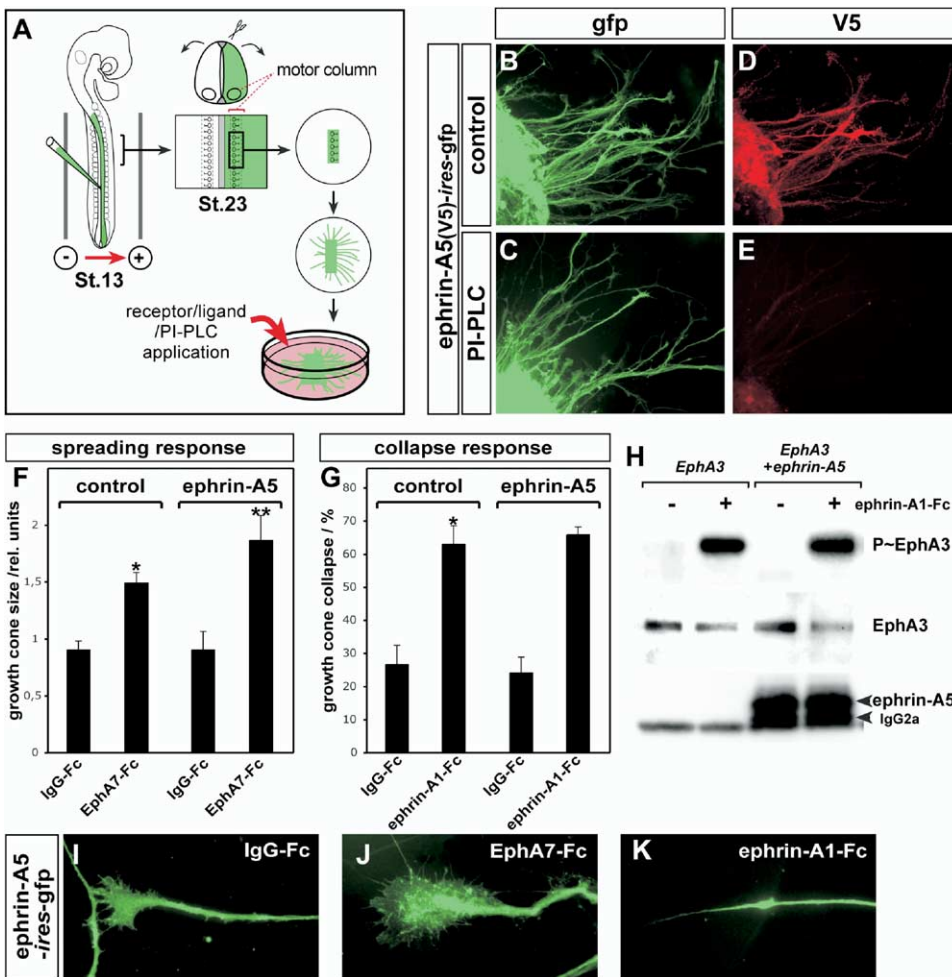 A
motor column
St.23
- St.13 +
receptor/ligand
/PI-PLC
application
gfp
V5
ephrin-A5(V5)-ires-gfp
control
PI-PLC
B
D
C
E
spreading response
F
control
ephrin-A5
growth cone size /rel. units
2
1,5
1
0,5
0
*
**
IgG-Fc
EphA7-Fc
IgG-Fc
EphA7-Fc
collapse response
G
control
ephrin-A5
growth cone collapse / %
80
70
60
50
40
30
20
10
0
*
IgG-Fc
ephrin-A1-Fc
IgG-Fc
ephrin-A1-Fc
H
EphA3
EphA3
+ephrin-A5
- + - + ephrin-A1-Fc
P~EphA3
EphA3
ephrin-A5
IgG2a
ephrin-A5
-ires-gfp
I
IgG-Fc
J
EphA7-Fc
K
ephrin-A1-Fc